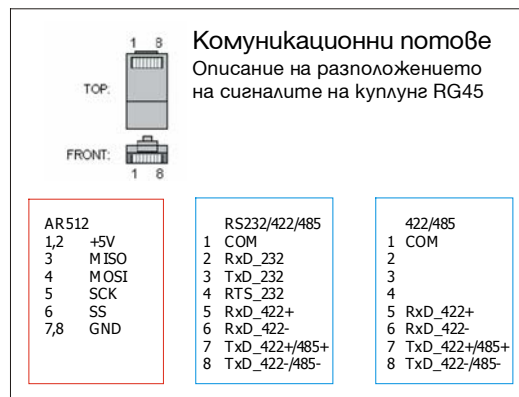 Комуникационни потове
Описание на разположението
на сигналите на куплунг RG45
1 8
TOP:
FRONT:
1 8
AR512
1,2 +5V
3 MISO
4 MOSI
5 SCK
6 SS
7,8 GND
RS232/422/485
1 COM
2 RxD_232
3 TxD_232
4 RTS_232
5 RxD_422+
6 RxD_422-
7 TxD_422+/485+
8 TxD_422-/485-
422/485
1 COM
2
3
4
5 RxD_422+
6 RxD_422-
7 TxD_422+/485+
8 TxD_422-/485-